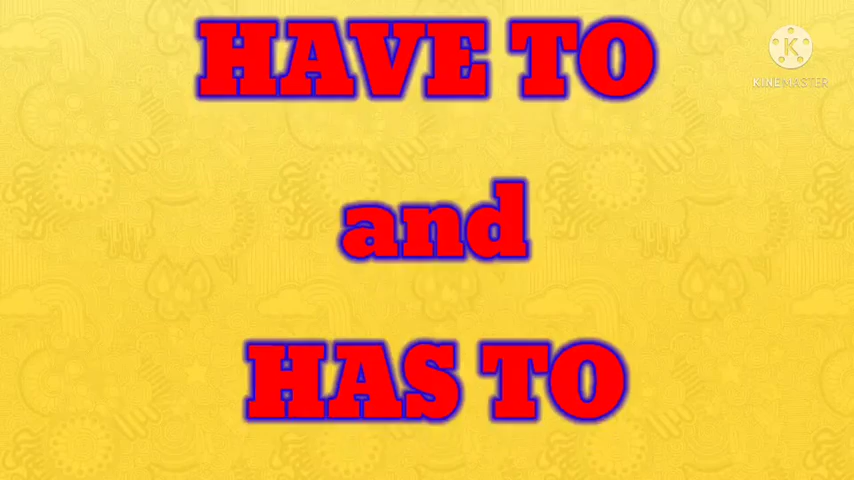 HAVE TO
K
KINEMASTER
and
HAS TO